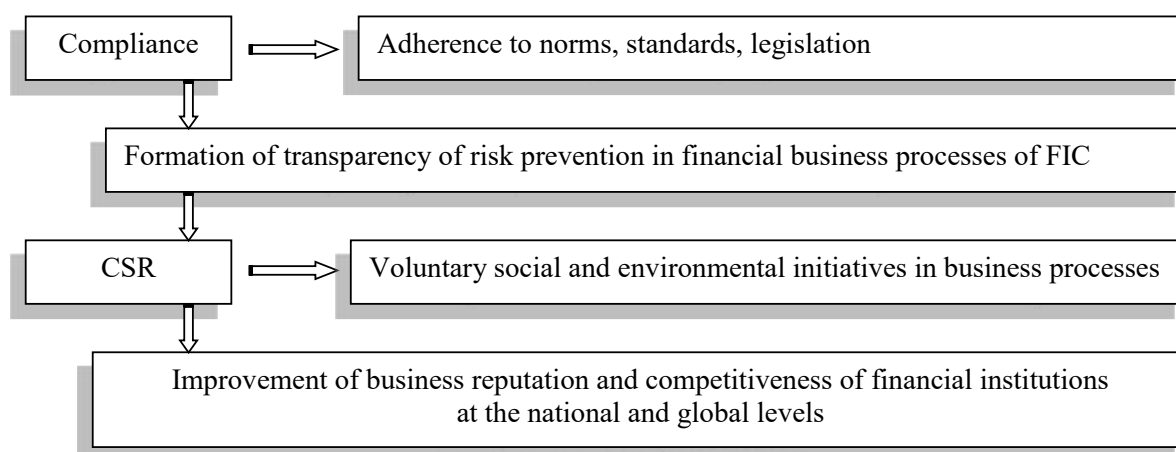 Compliance
Adherence to norms, standards, legislation
Formation of transparency of risk prevention in financial business processes of FIC
CSR
Voluntary social and environmental initiatives in business processes
Improvement of business reputation and competitiveness of financial institutions
at the national and global levels